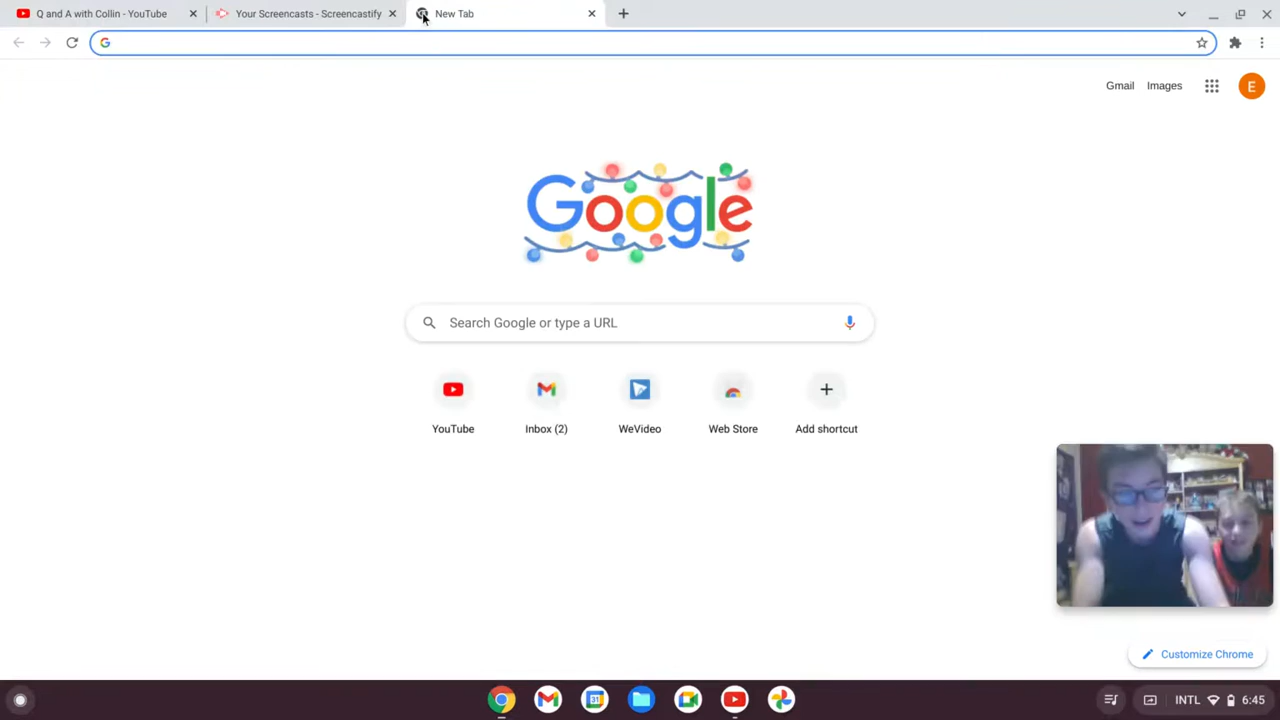 Q and A with Collin - YouTube
Your Screencasts - Screencastify
New Tab
Gmail
Images
E
Google
Search Google or type a URL
YouTube
Inbox (2)
WeVideo
Web Store
Add shortcut
Customize Chrome
31
INTL
6:45